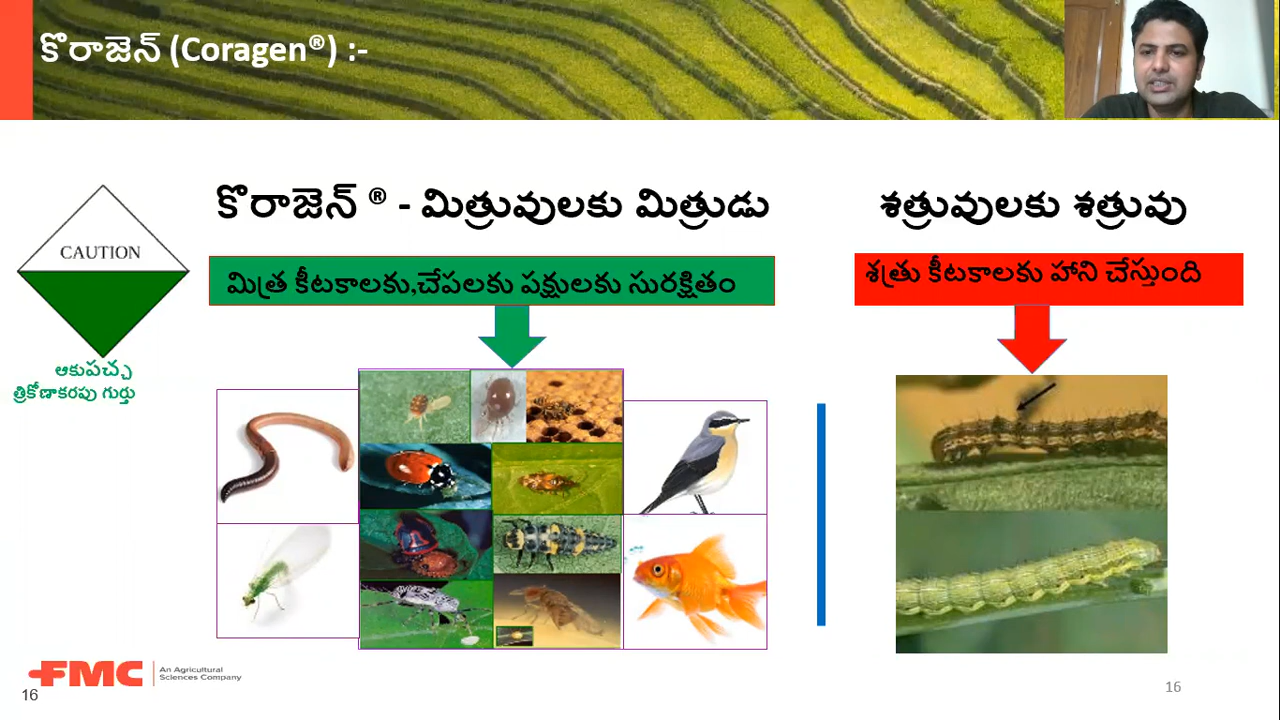 కొరాజెన్ (Coragen®) :-
కొరాజెన్ ® - మిత్రువులకు మిత్రుడు
శత్రువులకు శత్రువు
CAUTION
మిత్ర కీటకాలకు,చేపలకు పక్షులకు సురక్షితం
శత్రు కీటకాలకు హాని చేస్తుంది
ఆకుపచ్చ
త్రికోణాకరపు గుర్తు
FMC
An Agricultural
Sciences Company
16
16